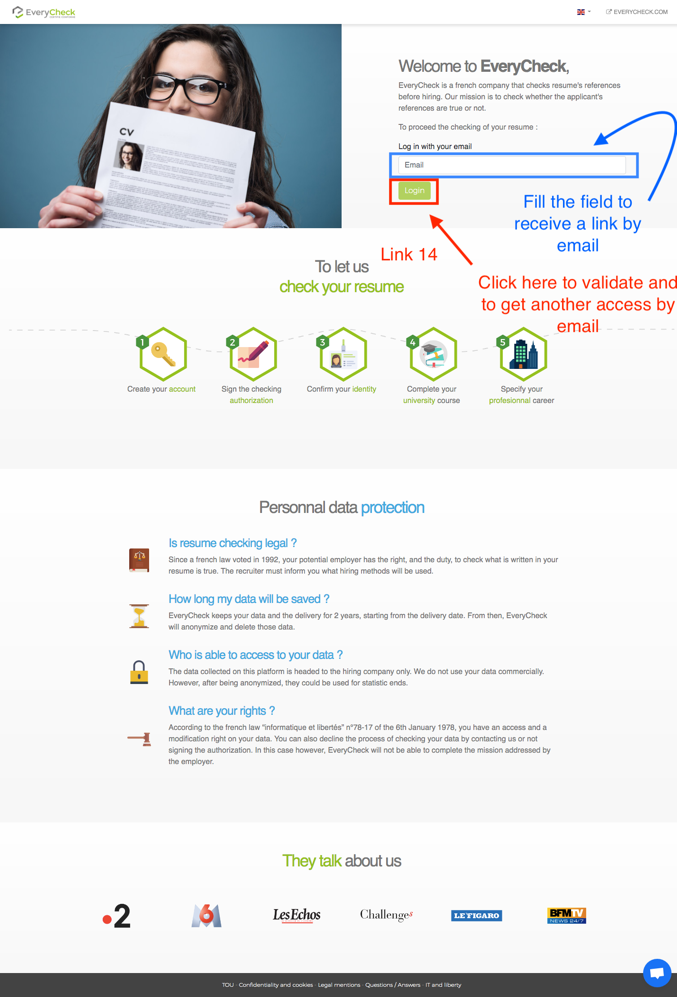 EveryCheck
EVERYCHECK.COM
CV
Welcome to EveryCheck,
EveryCheck is a french company that checks resume's references
before hiring. Our mission is to check whether the applicant's
references are true or not.
To proceed the checking of your resume :
Log in with your email
Email
Login
Fill the field to
receive a link by
email
Link 14
Click here to validate and
to get another access by
email
To let us
check your resume
1
2
3
4
5
Create your account
Sign the checking
authorization
Confirm your identity
Complete your
university course
Specify your
profesionnal career
Personnal data protection
Is resume checking legal ?
Since a french law voted in 1992, your potential employer has the right, and the duty, to check what is written in your
resume is true. The recruiter must inform you what hiring methods will be used.
How long my data will be saved ?
EveryCheck keeps your data and the delivery for 2 years, starting from the delivery date. From then, EveryCheck
will anonymize and delete those data.
Who is able to access to your data ?
The data collected on this platform is headed to the hiring company only. We do not use your data commercially.
However, after being anonymized, they could be used for statistic ends.
What are your rights ?
According to the french law "informatique et libertés" n°78-17 of the 6th January 1978, you have an access and a
modification right on your data. You can also decline the process of checking your data by contacting us or not
signing the authorization. In this case however, EveryCheck will not be able to complete the mission addressed by
the employer.
They talk about us
2
M6
Les Echos
Challenges
LE FIGARO
BFMTV
NEWS 24/7
TOU · Confidentiality and cookies · Legal mentions · Questions / Answers · IT and liberty